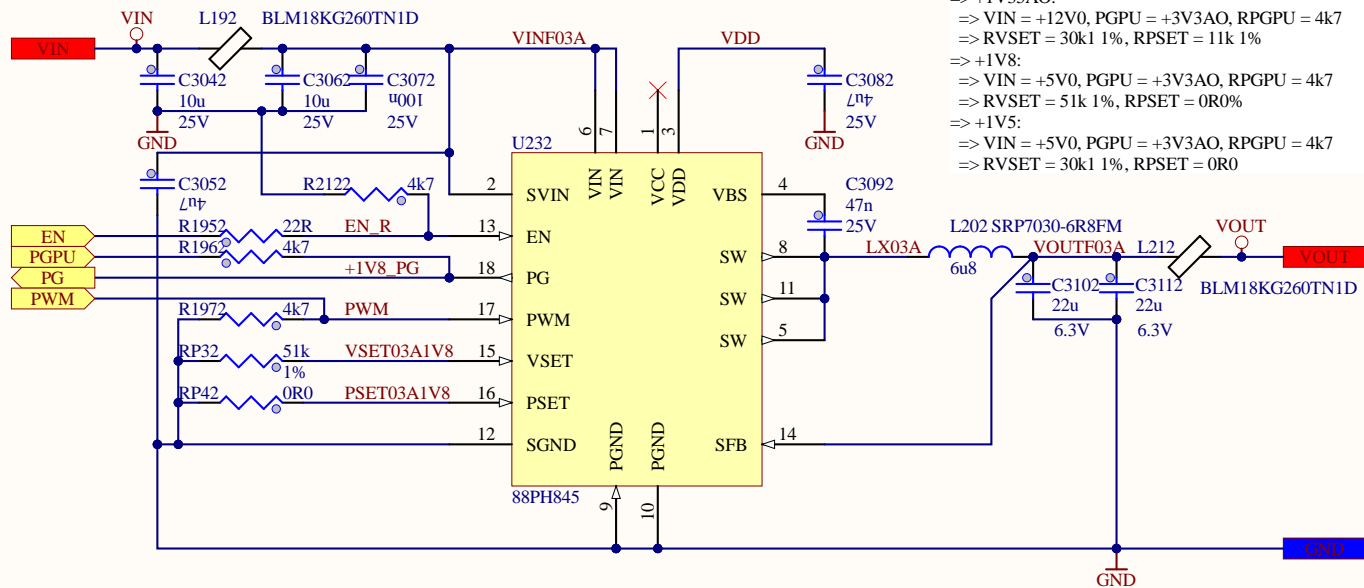 VIN
VIN
L192
BLM18KG260TN1D
C3042
10u
25V
C3062
10u
25V
C3072
100n
25V
GND
VINF03A
VDD
C3082
4u7
25V
GND
=> VIN = +12V0, PGPU = +3V3AO, RPGPU = 4k7
=> RVSET = 30k1 1%, RPSET = 11k 1%
=> +1V8:
=> VIN = +5V0, PGPU = +3V3AO, RPGPU = 4k7
=> RVSET = 51k 1%, RPSET = 0R0%
=> +1V5:
=> VIN = +5V0, PGPU = +3V3AO, RPGPU = 4k7
=> RVSET = 30k1 1%, RPSET = 0R0
C3052
4u7
R2122
4k7
EN
R1952
22R
EN_R
PGPU
R1962
4k7
PG
+1V8_PG
PWM
R1972
4k7
PWM
RP32
51k
1%
VSET03A1V8
RP42
0R0
PSET03A1V8
U232
6
7
1
3
VIN
VIN
VCC
VDD
2
SVIN
13
EN
18
PG
17
PWM
15
VSET
16
PSET
12
SGND
PGND
PGND
9
10
VBS
4
SW
8
SW
11
SW
5
SFB
14
88PH845
C3092
47n
25V
LX03A
L202 SRP7030-6R8FM
6u8
VOUTF03A
L212
VOUT
VOUT
BLM18KG260TN1D
C3102
22u
6.3V
C3112
22u
6.3V
GND
GND